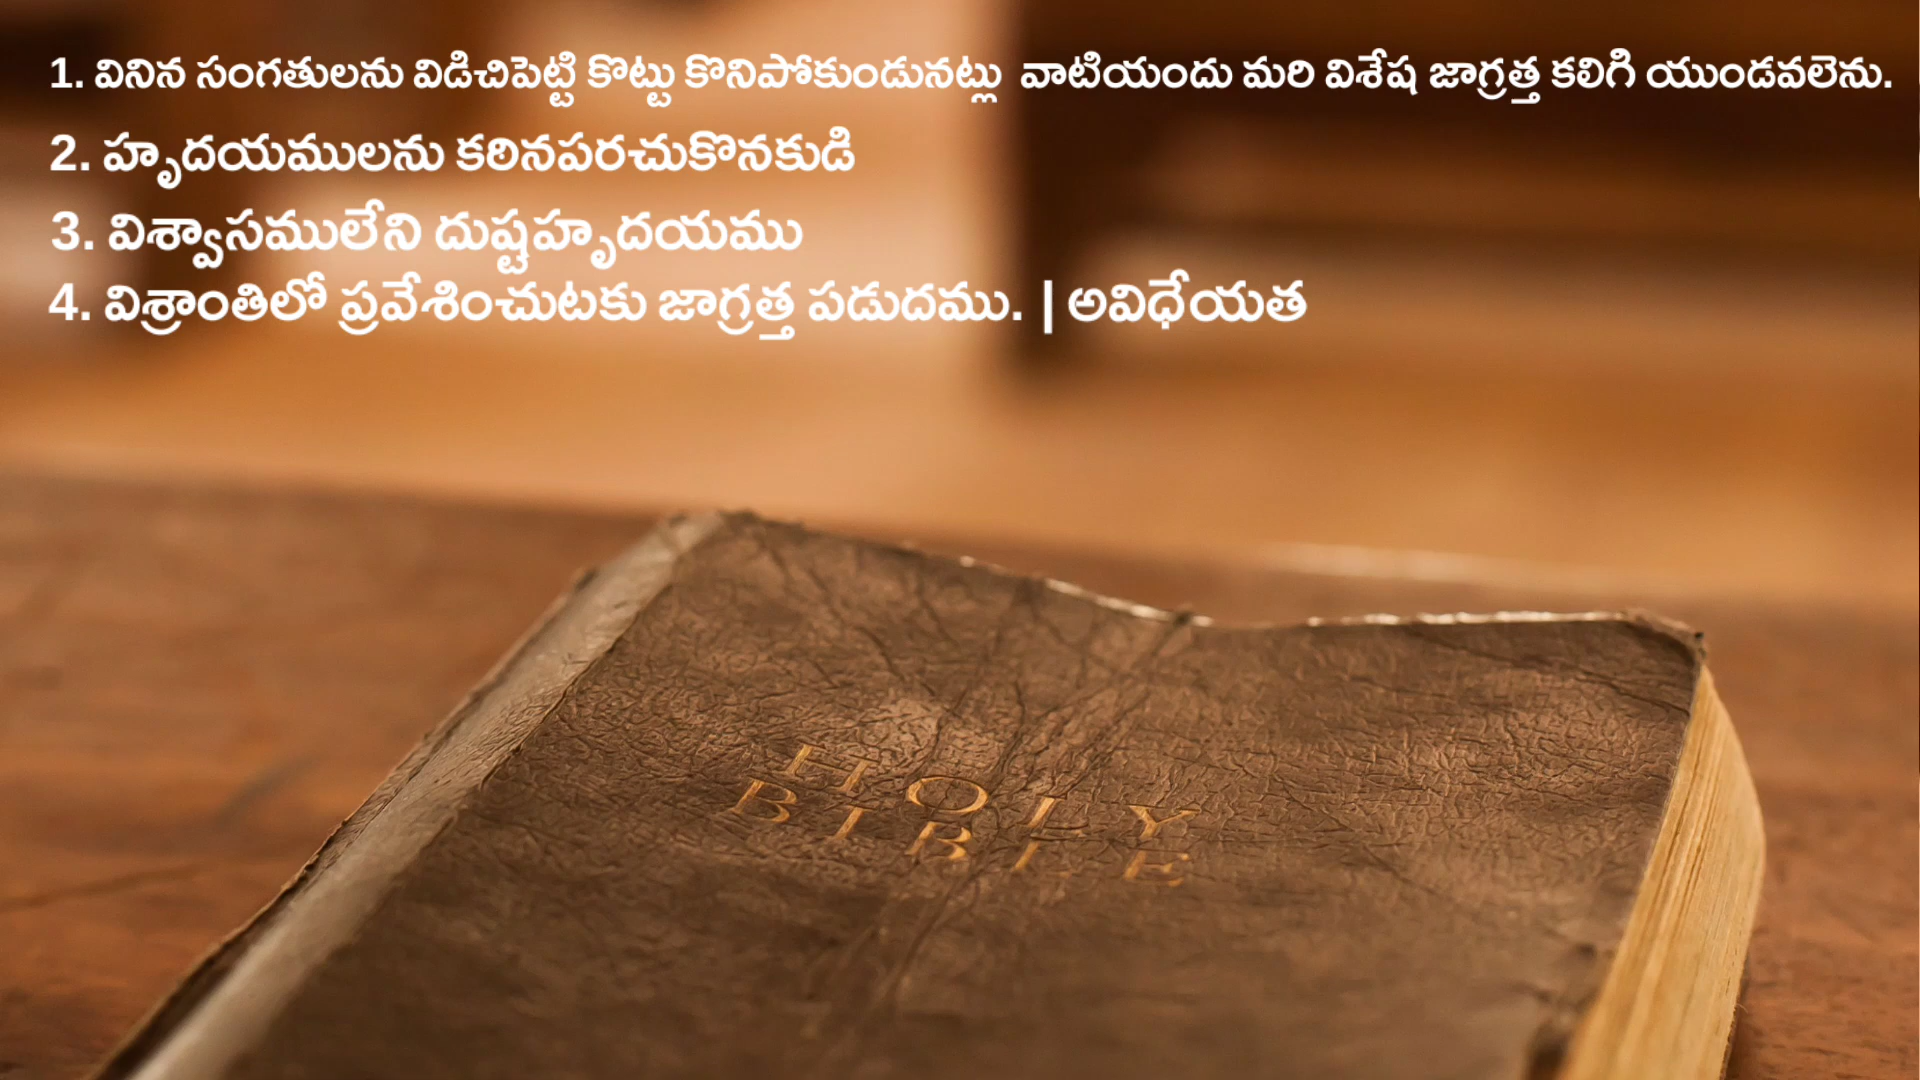 1. వినిన సంగతులను విడిచిపెట్టి కొట్టు కొనిపోకుండునట్లు వాటియందు మరి విశేష జాగ్రత్త కలిగి యుండవలెను.
2. హృదయములను కఠినపరచుకొనకుడి
3. విశ్వాసములేని దుష్టహృదయము
4. విశ్రాంతిలో ప్రవేశించుటకు జాగ్రత్త పడుదము. | అవిధేయత
HOLY
BIBLE